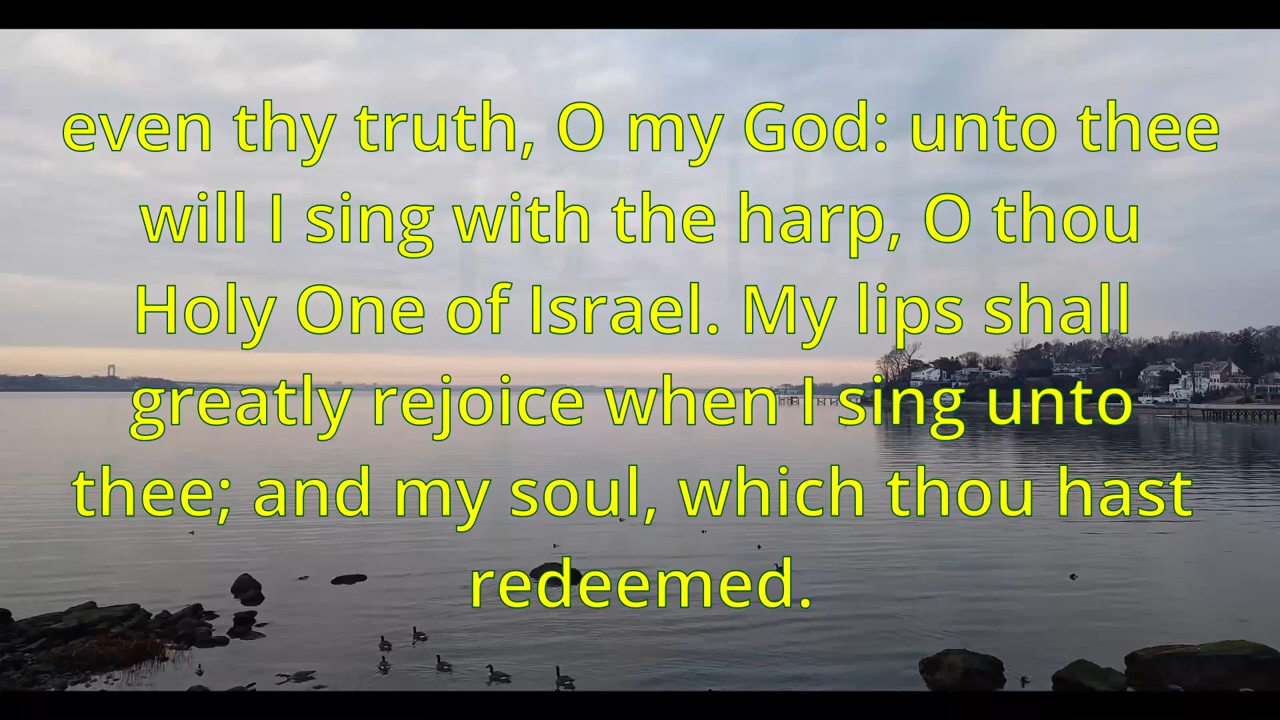 even thy truth, O my God: unto thee
will I sing with the harp, O thou
Holy One of Israel. My lips shall
greatly rejoice when I sing unto
thee; and my soul, which thou hast
redeemed.